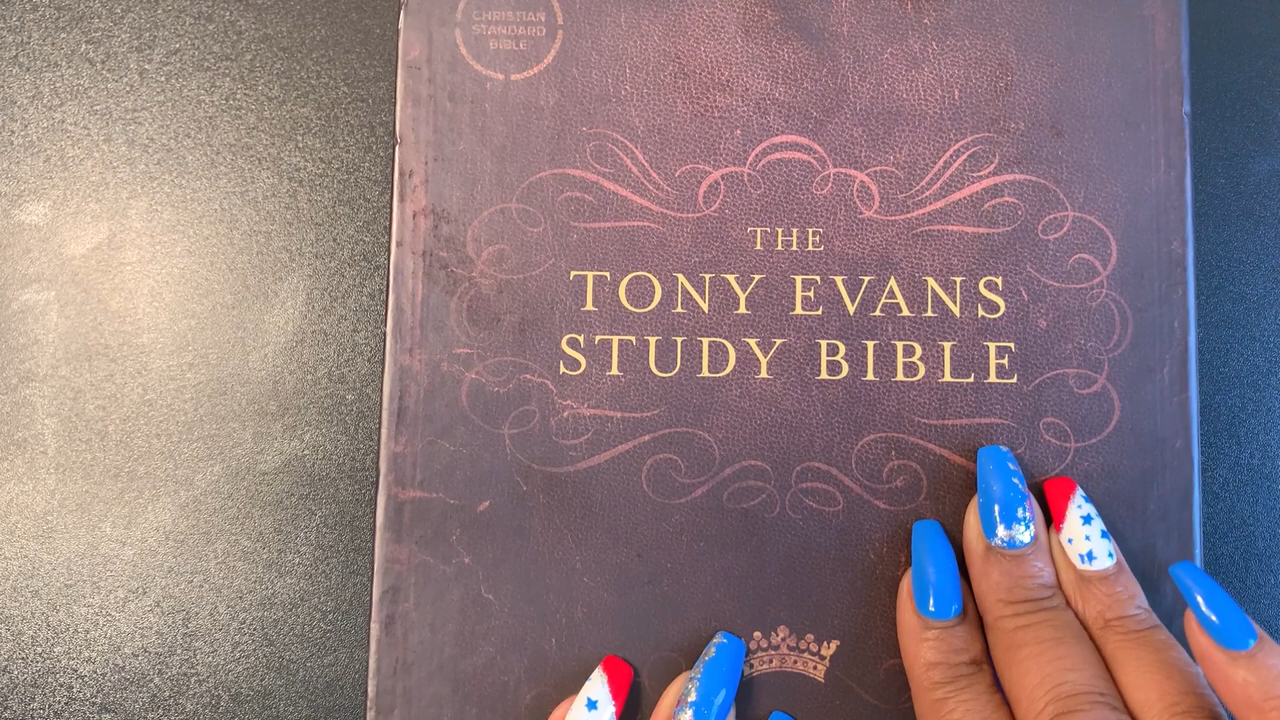 CHRISTIAN
STANDARD
BIBLE
THE
TONY EVANS
STUDY BIBLE